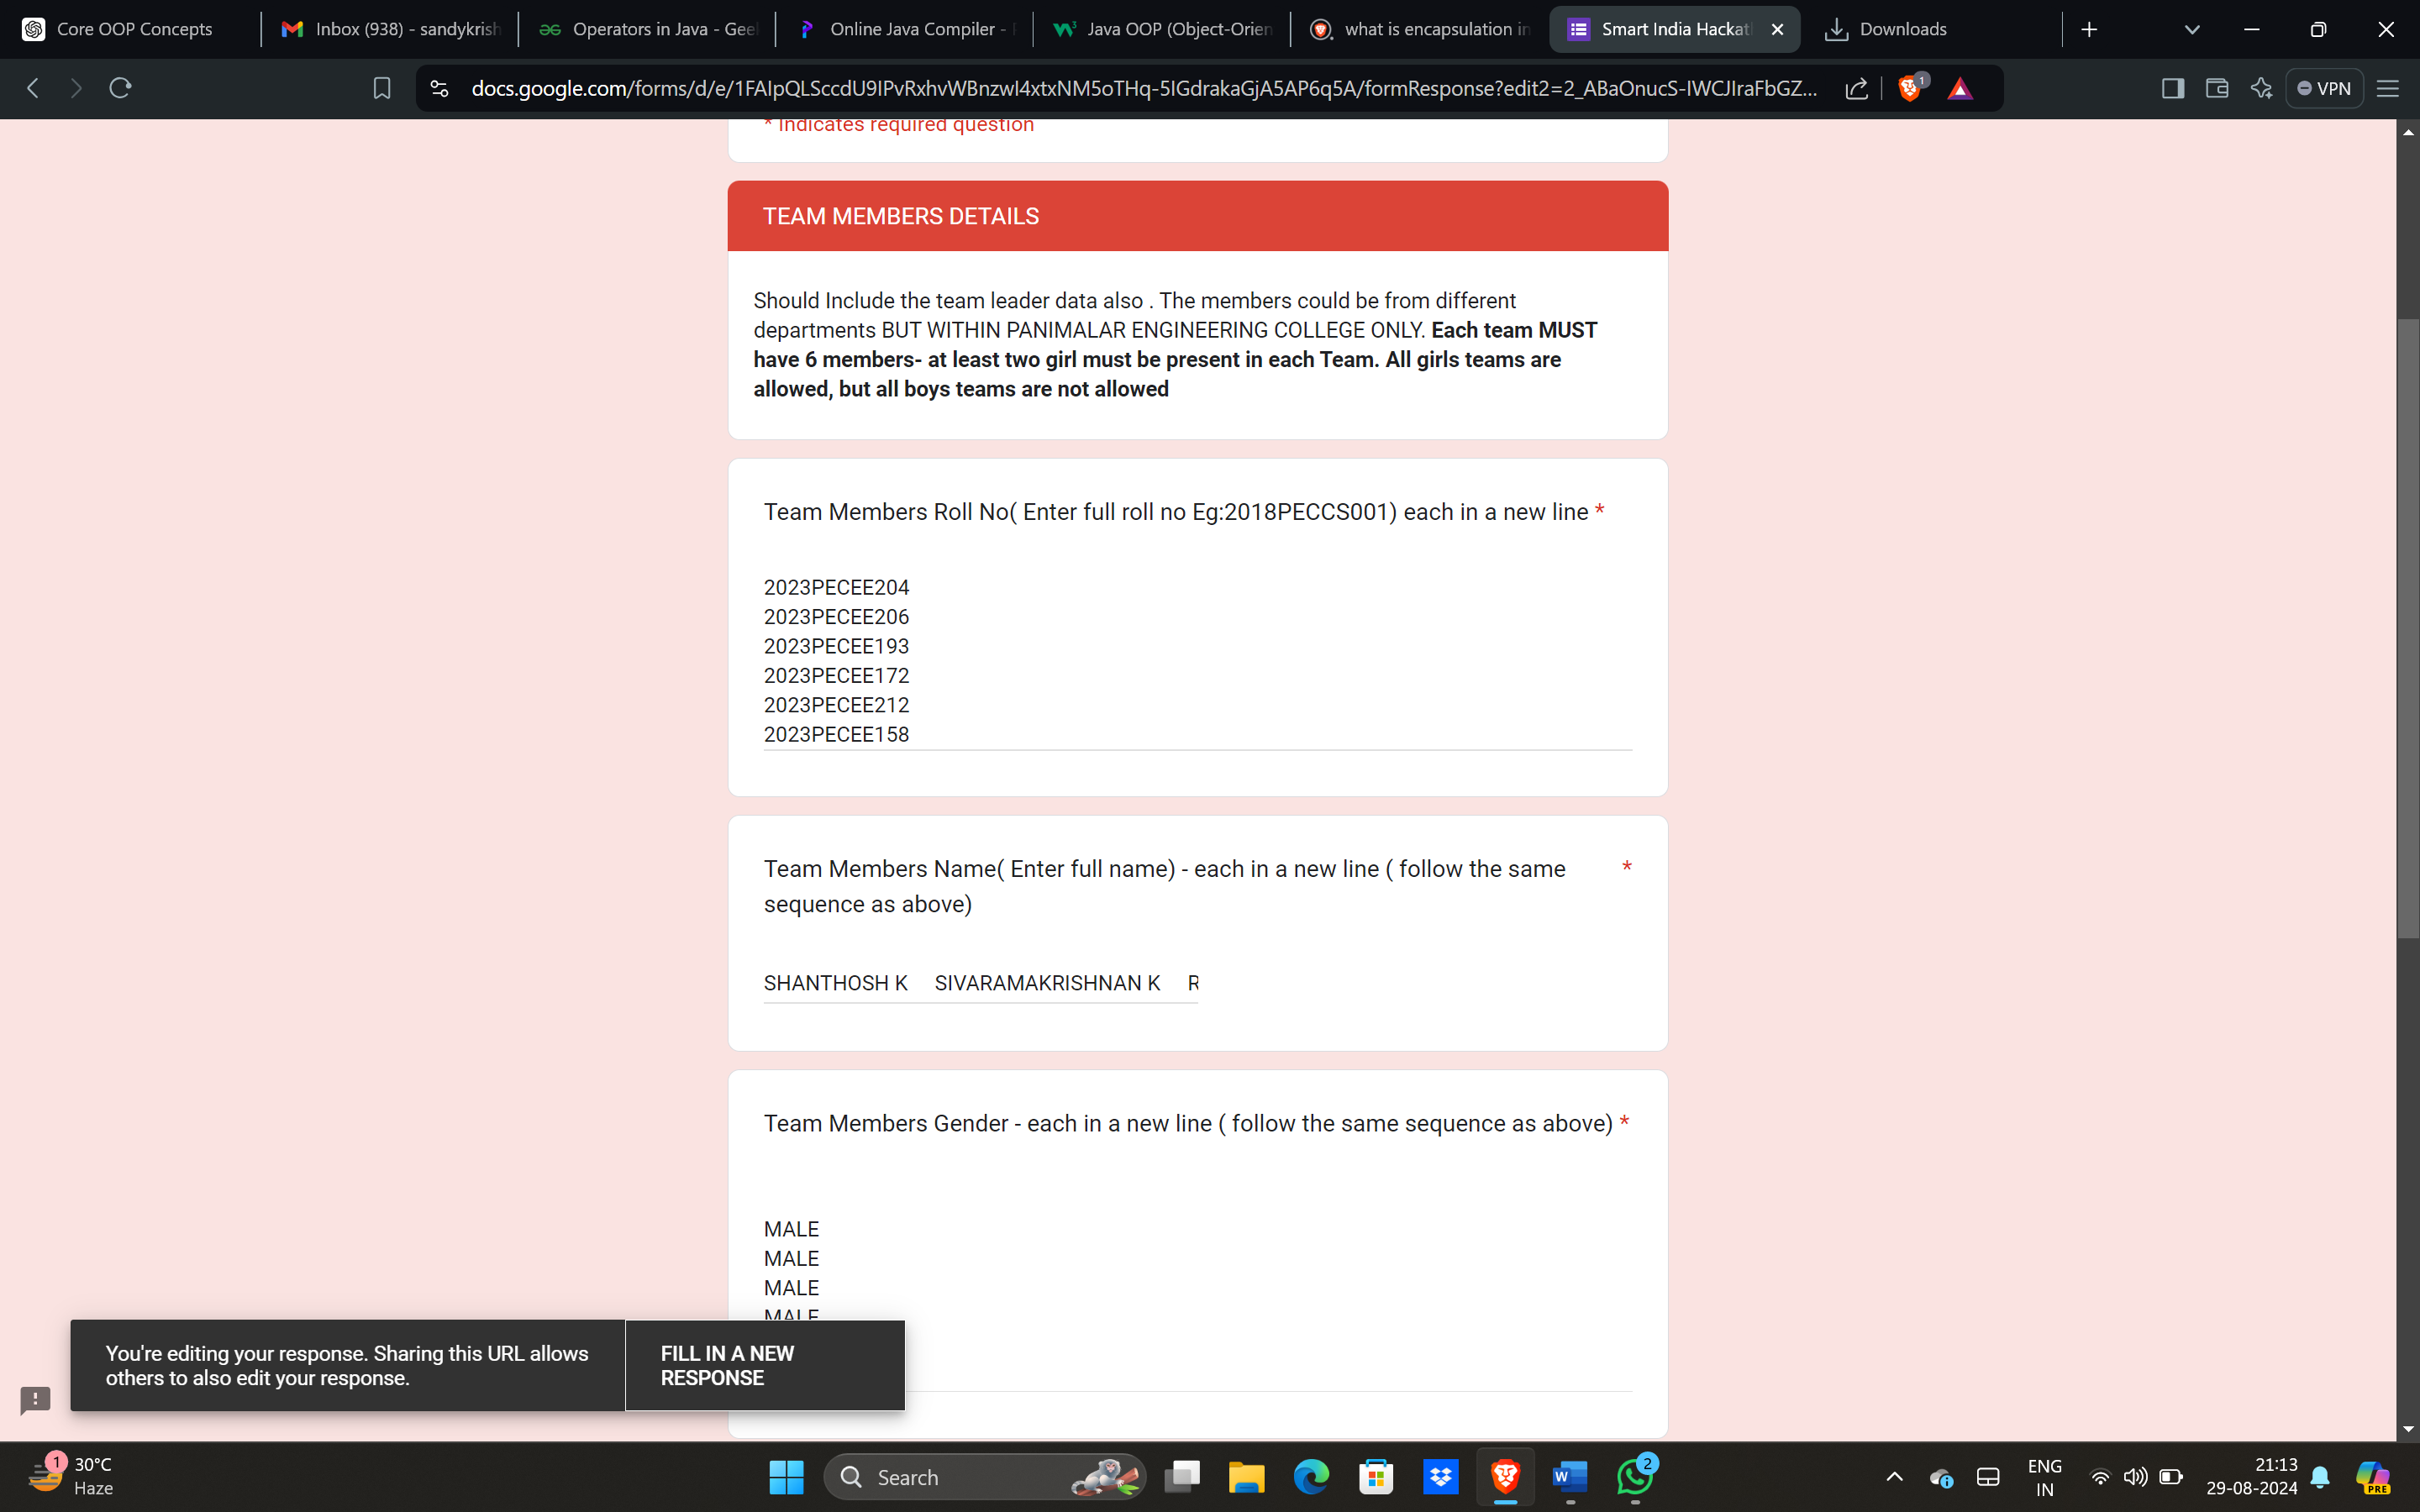 Core OOP Concepts
Inbox (938) - sandykrish
Operators in Java - Gee
Online Java Compiler -
Java OOP (Object-Orien
what is encapsulation in
Smart India Hackat
Downloads
docs.google.com/forms/d/e/1FAIpQLSccdU9IPvRxhvWBnzwI4xtxNM5oTHq-5IGdrakaGjA5AP6q5A/formResponse?edit2=2_ABaOnucS-IWCJIraFbGZ...
1
VPN
* Indicates required question
TEAM MEMBERS DETAILS
Should Include the team leader data also . The members could be from different
departments BUT WITHIN PANIMALAR ENGINEERING COLLEGE ONLY. Each team MUST
have 6 members- at least two girl must be present in each Team. All girls teams are
allowed, but all boys teams are not allowed
Team Members Roll No( Enter full roll no Eg:2018PECCS001) each in a new line *
2023PECEE204
2023PECEE206
2023PECEE193
2023PECEE172
2023PECEE212
2023PECEE158
Team Members Name( Enter full name) - each in a new line ( follow the same *
sequence as above)
SHANTHOSH K SIVARAMAKRISHNAN K R
Team Members Gender - each in a new line ( follow the same sequence as above) *
MALE
MALE
MALE
MALE
You're editing your response. Sharing this URL allows
others to also edit your response.
FILL IN A NEW
RESPONSE
1
30°C
Haze
Search
W
2
ENG
IN
21:13
29-08-2024
PRE